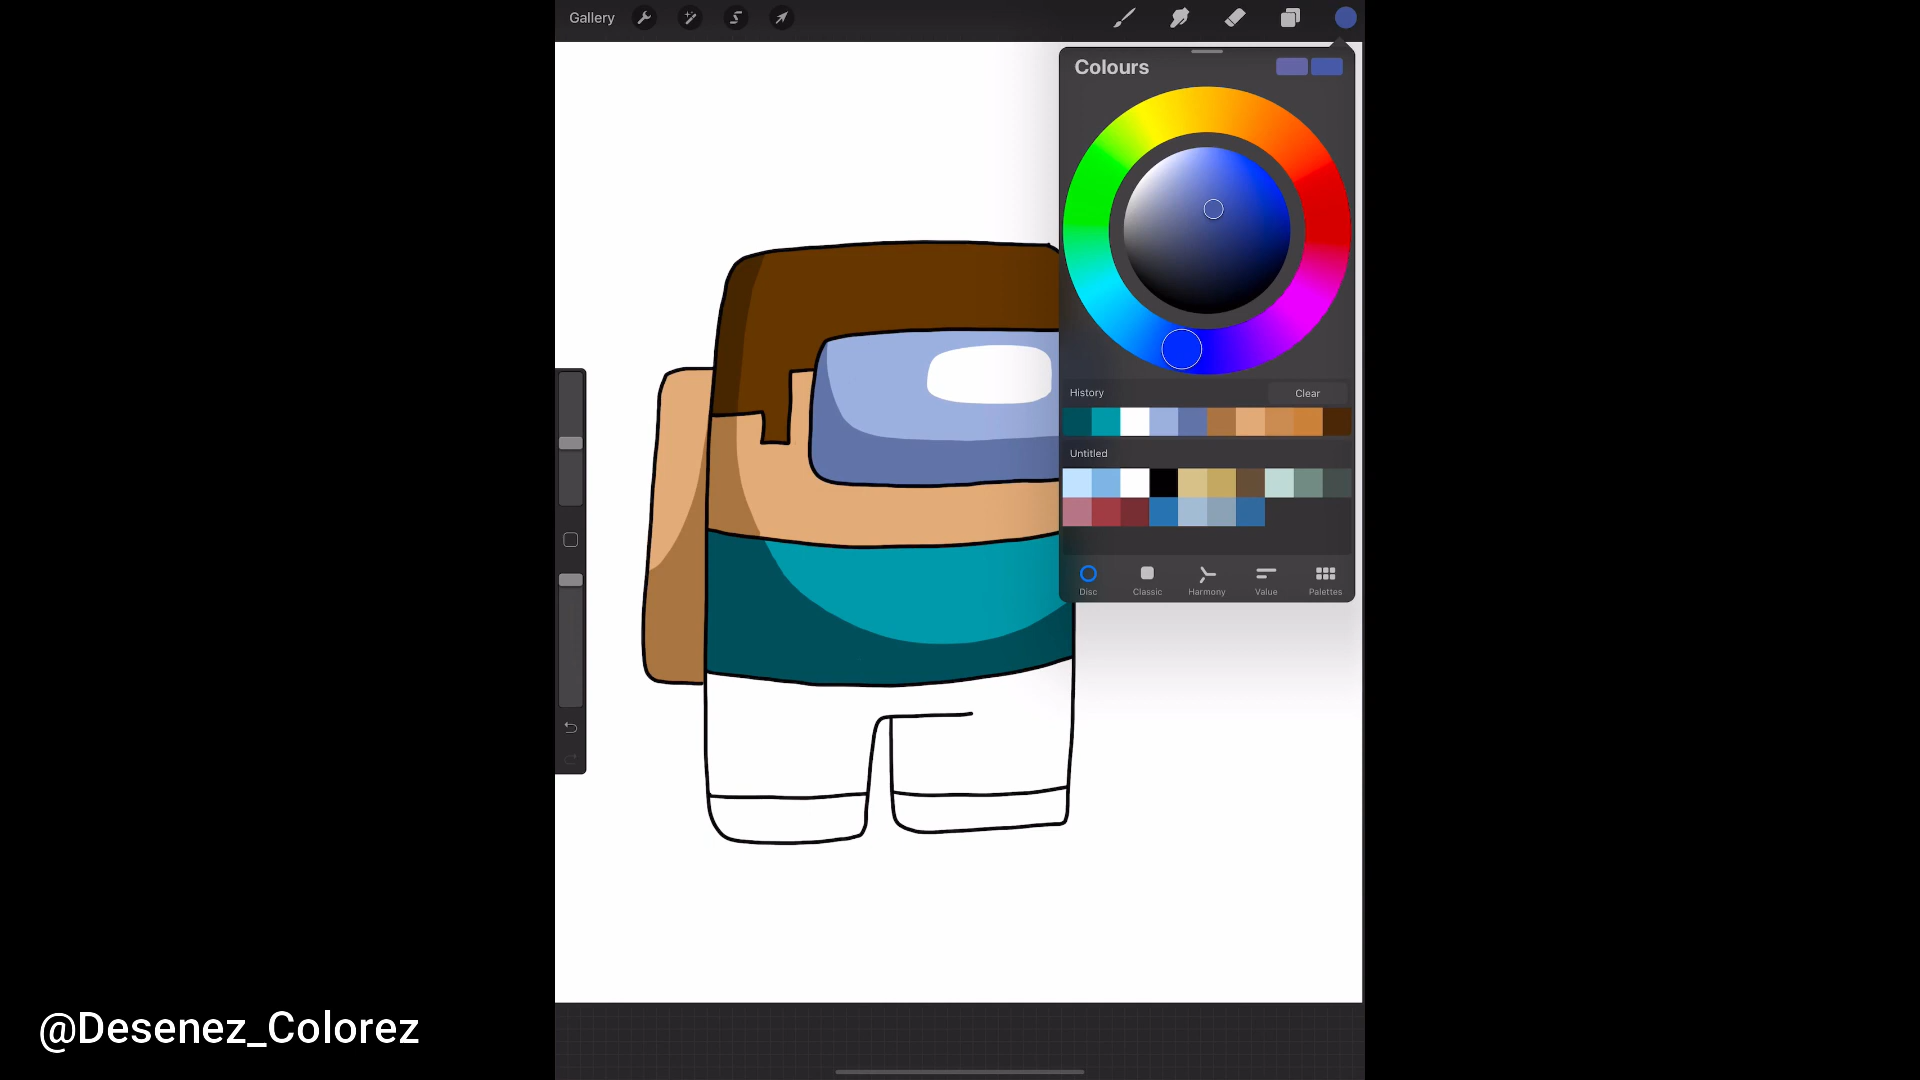 Gallery
Colours
History
Clear
Untitled
Disc
Classic
Harmony
Value
Palettes
@Desenez_Colorez